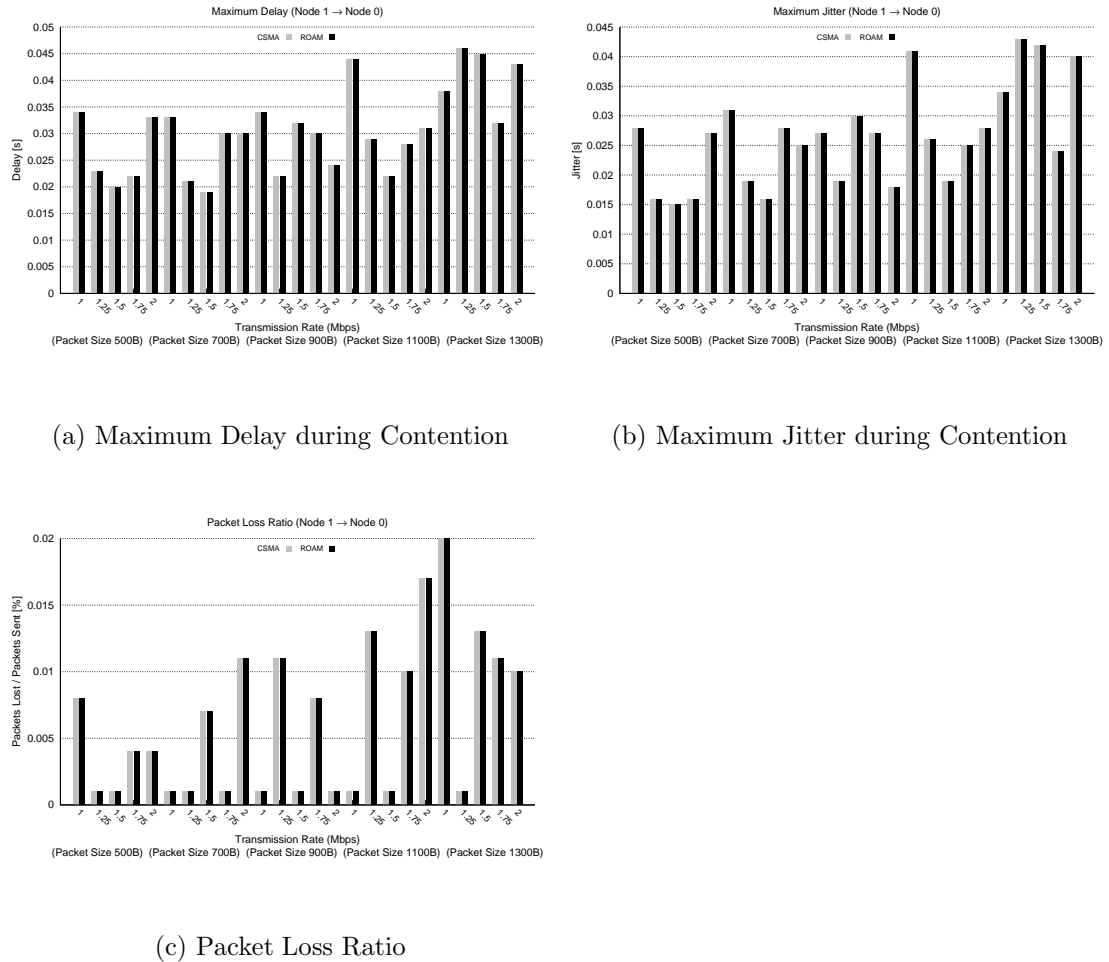 Maximum Delay (Node 1 → Node 0)
CSMA ROAM
0.05
0.045
0.04
0.035
0.03
0.025
0.02
0.015
0.01
0.005
0
Delay [s]
1 1.25 1.5 1.75 2 1 1.25 1.5 1.75 2 1 1.25 1.5 1.75 2 1 1.25 1.5 1.75 2 1 1.25 1.5 1.75 2
Transmission Rate (Mbps)
(Packet Size 500B) (Packet Size 700B) (Packet Size 900B) (Packet Size 1100B) (Packet Size 1300B)
(a) Maximum Delay during Contention
Maximum Jitter (Node 1 → Node 0)
CSMA ROAM
0.045
0.04
0.035
0.03
0.025
0.02
0.015
0.01
0.005
0
Jitter [s]
1 1.25 1.5 1.75 2 1 1.25 1.5 1.75 2 1 1.25 1.5 1.75 2 1 1.25 1.5 1.75 2 1 1.25 1.5 1.75 2
Transmission Rate (Mbps)
(Packet Size 500B) (Packet Size 700B) (Packet Size 900B) (Packet Size 1100B) (Packet Size 1300B)
(b) Maximum Jitter during Contention
Packet Loss Ratio (Node 1 → Node 0)
CSMA ROAM
0.02
0.015
0.01
0.005
0
Packets Lost / Packets Sent [%]
1 1.25 1.5 1.75 2 1 1.25 1.5 1.75 2 1 1.25 1.5 1.75 2 1 1.25 1.5 1.75 2 1 1.25 1.5 1.75 2
Transmission Rate (Mbps)
(Packet Size 500B) (Packet Size 700B) (Packet Size 900B) (Packet Size 1100B) (Packet Size 1300B)
(c) Packet Loss Ratio